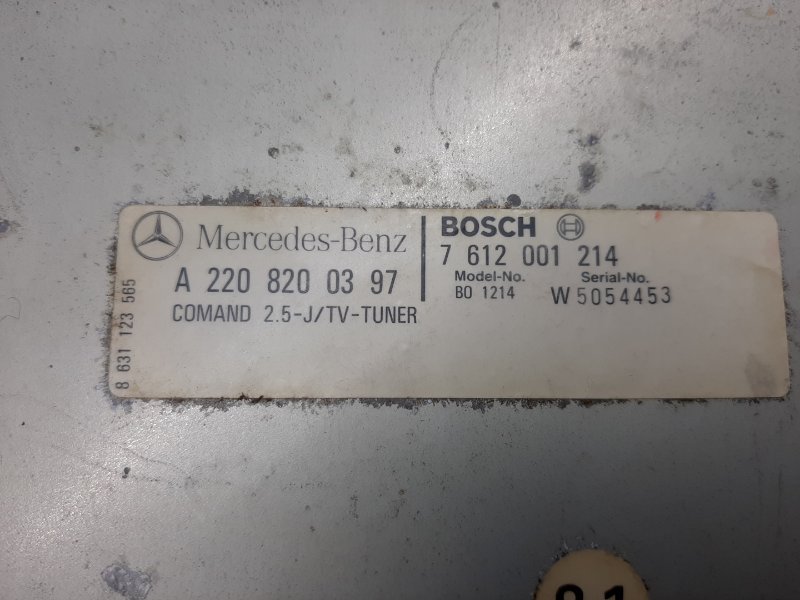 Mercedes-Benz
A 220 820 03 97
COMAND 2.5-J/TV-TUNER
BOSCH
7 612 001 214
Model-No. Serial-No.
BO 1214 W5054453
8 631 123 565